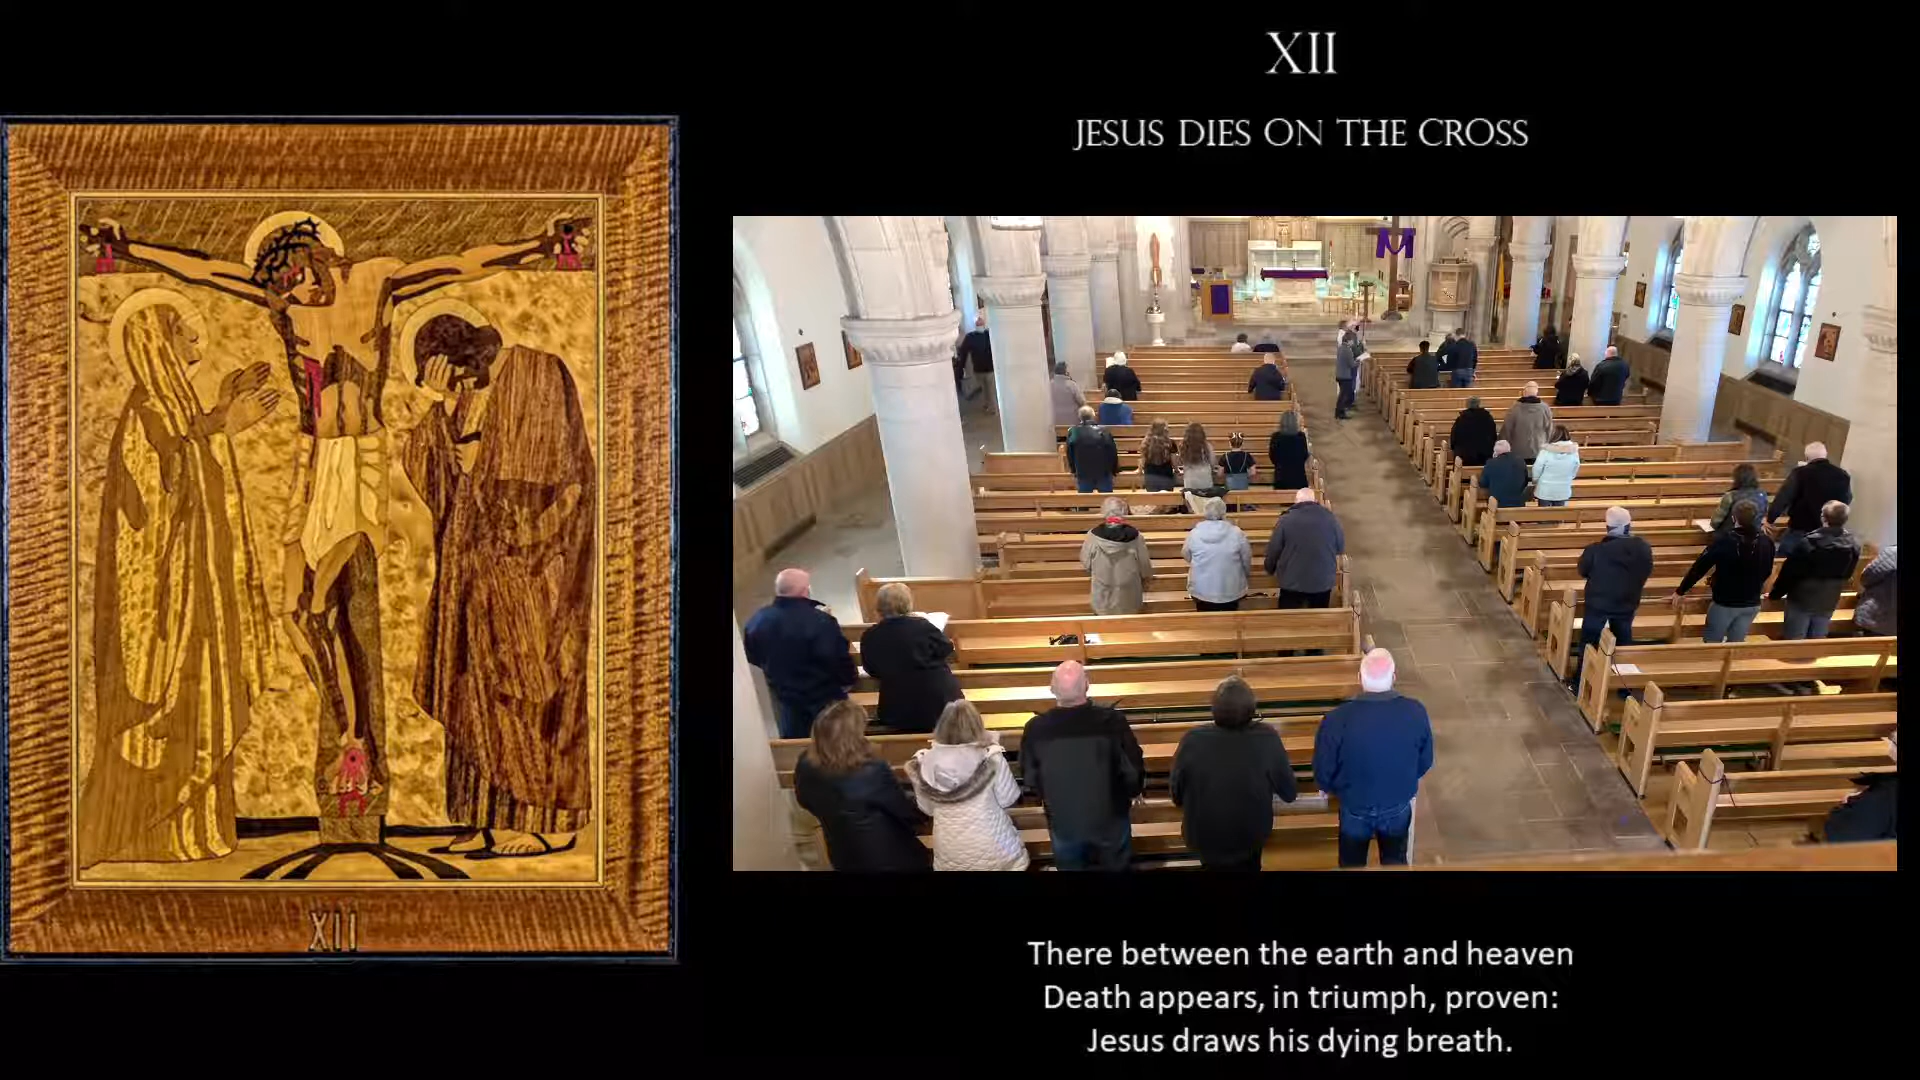 XII
JESUS DIES ON THE CROSS
XII
There between the earth and heaven
Death appears, in triumph, proven:
Jesus draws his dying breath.